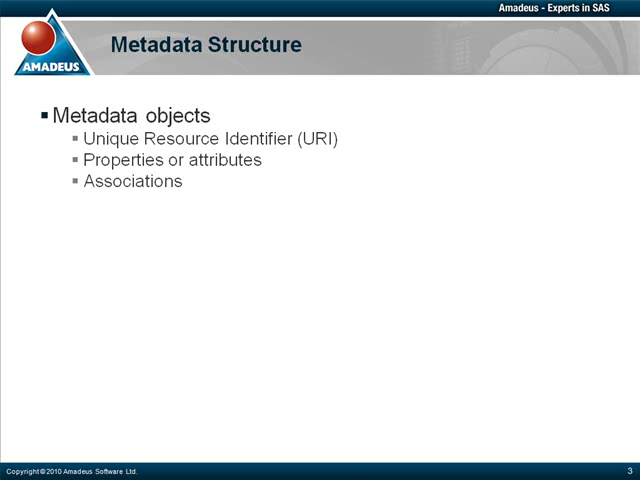 Amadeus - Experts in SAS
AMADEUS
Metadata Structure
Metadata objects
Unique Resource Identifier (URI)
Properties or attributes
Associations
Copyright © 2010 Amadeus Software Ltd.
3